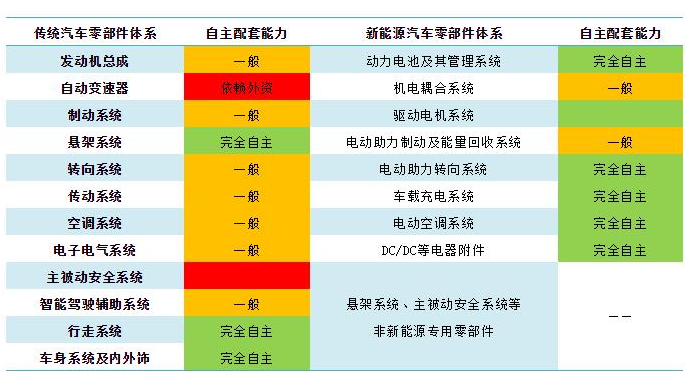 传统汽车零部件体系 自主配套能力 新能源汽车零部件体系 自主配套能力
发动机总成 一般 动力电池及其管理系统 完全自主
自动变速器 依赖外资 机电耦合系统 一般
制动系统 一般 驱动电机系统
悬架系统 完全自主 电动助力制动及能量回收系统 一般
转向系统 一般 电动助力转向系统 完全自主
传动系统 一般 车载充电系统 完全自主
空调系统 一般 电动空调系统 完全自主
电子电气系统 一般 DC/DC等电器附件 完全自主
主被动安全系统
智能驾驶辅助系统 一般 悬架系统、主被动安全系统等 ——
行走系统 完全自主 非新能源专用零部件
车身系统及内外饰 完全自主